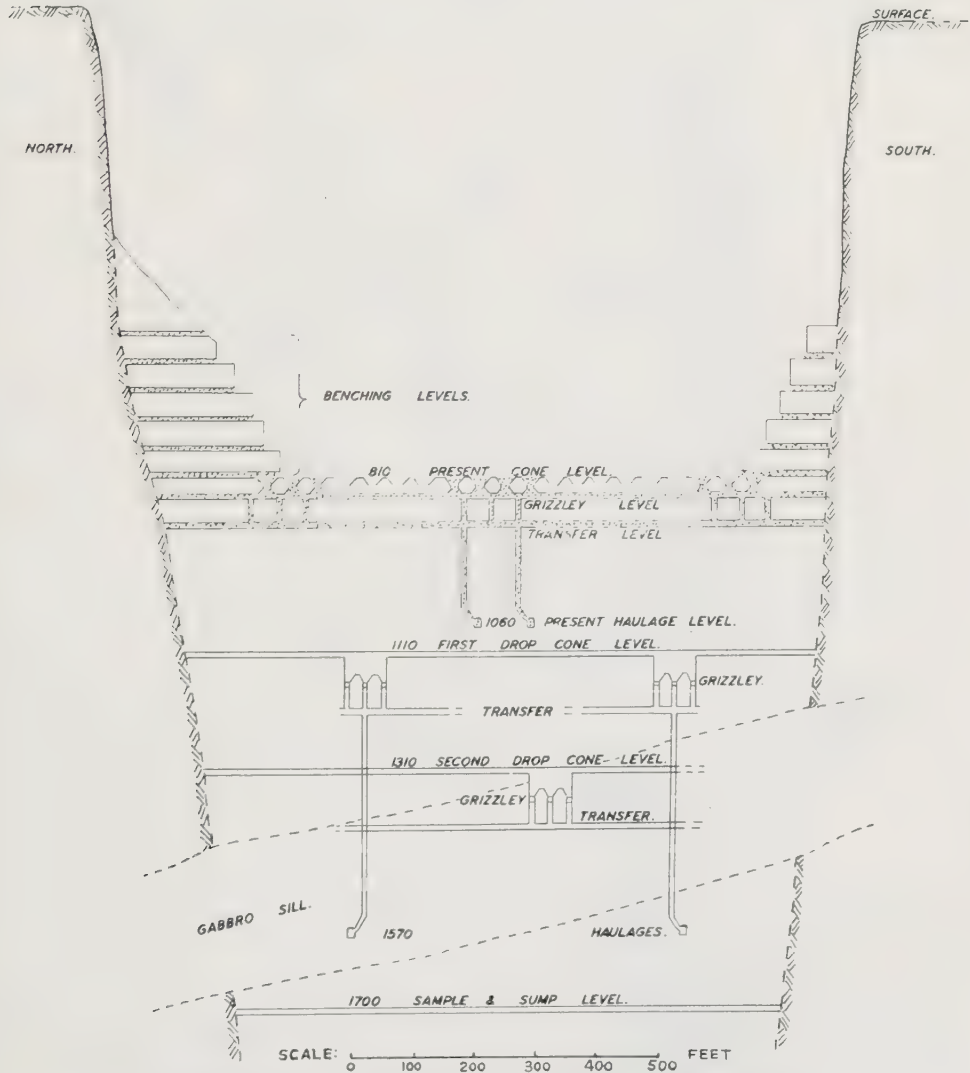 SURFACE.
NORTH.
SOUTH.
BENCHING LEVELS.
810 PRESENT CONE LEVEL.
GRIZZLEY LEVEL
TRANSFER LEVEL
1060 PRESENT HAULAGE LEVEL.
1110 FIRST DROP CONE LEVEL.
GRIZZLEY.
TRANSFER
1310 SECOND DROP CONE LEVEL.
GRIZZLEY
TRANSFER.
GABBRO SILL.
1570
HAULAGES.
1700 SAMPLE & SUMP LEVEL.
SCALE: FEET
0 100 200 300 400 500